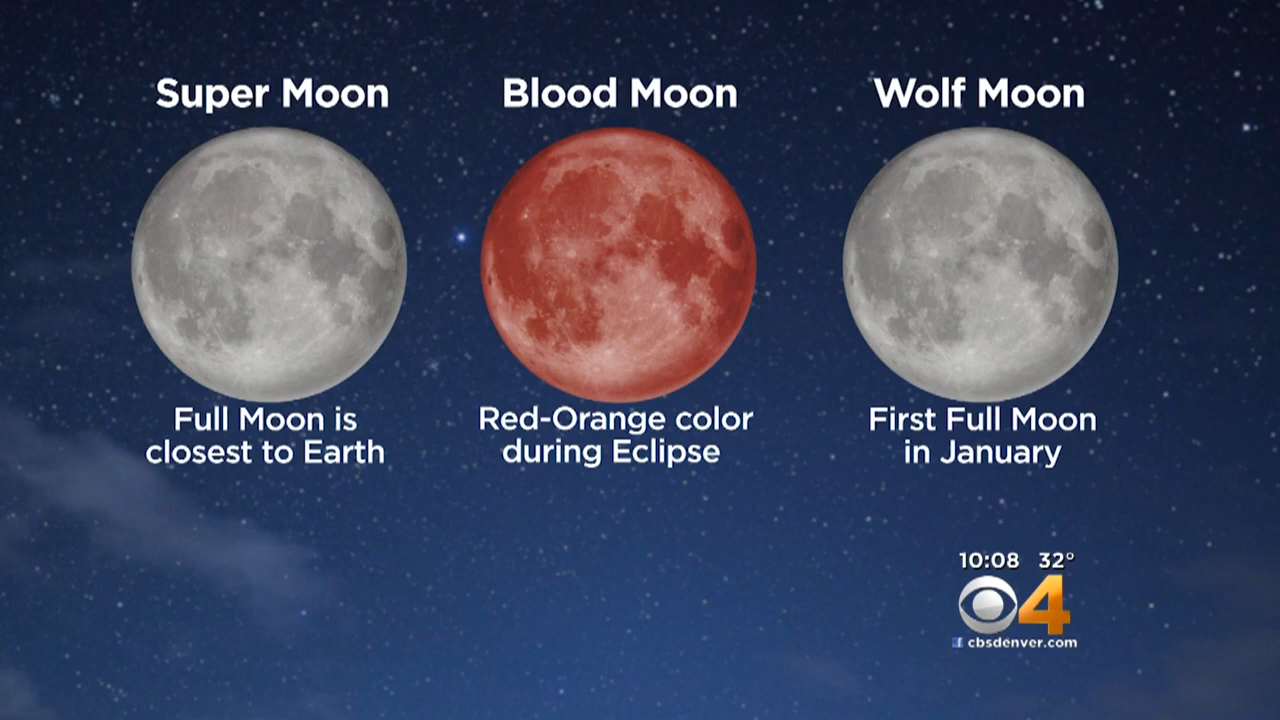 Super Moon
Full Moon is
closest to Earth
Blood Moon
Red-Orange color
during Eclipse
Wolf Moon
First Full Moon
in January
10:08 32°
4
f cbsdenver.com